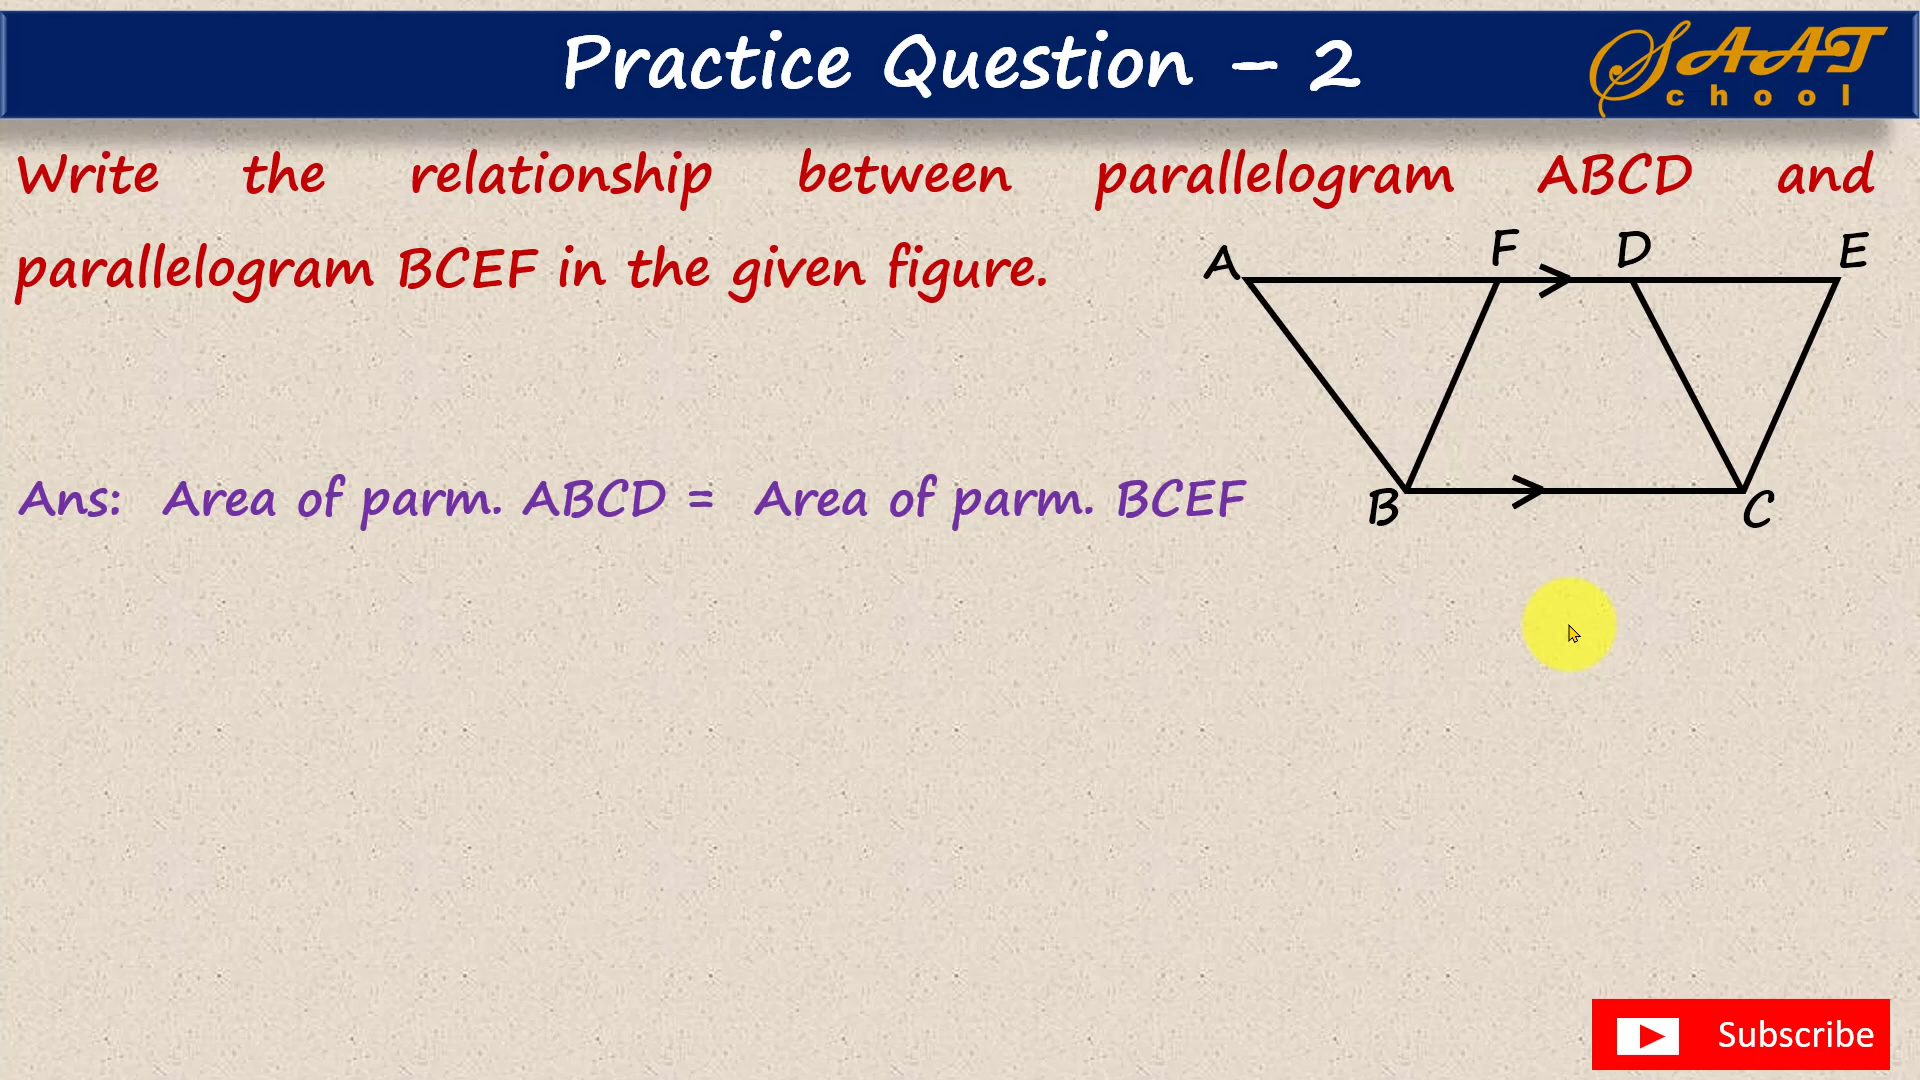 Practice Question – 2
SAAT
chool
Write the relationship between parallelogram ABCD and
parallelogram BCEF in the given figure.
A F D E
Ans: Area of parm. ABCD = Area of parm. BCEF
B C
Subscribe